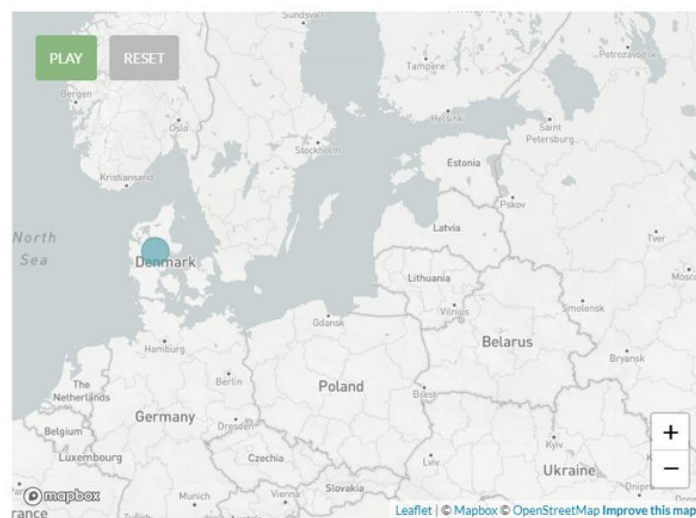 Sundsvall
PLAY
RESET
Bergen
Tampere
Petrozavodsk
Oslo
Helsinki
Saint
Petersburg
Stockholm
Estonia
Kristiansand
Pskov
North
Sea
Latvia
Tver
Denmark
Lithuania
Mosco
Vilnius
Smolensk
Gdansk
Hamburg
Belarus
Bryansk
The
Netherlands
Berlin
Poland
Brest
Germany
Dresden
Belgium
+
Kyiv
Luxembourg
Czechia
Lviv
−
Ukraine
Slovakia
mapbox
Munich
Vienna
Dnipro
rance
Leaflet | © Mapbox © OpenStreetMap Improve this map